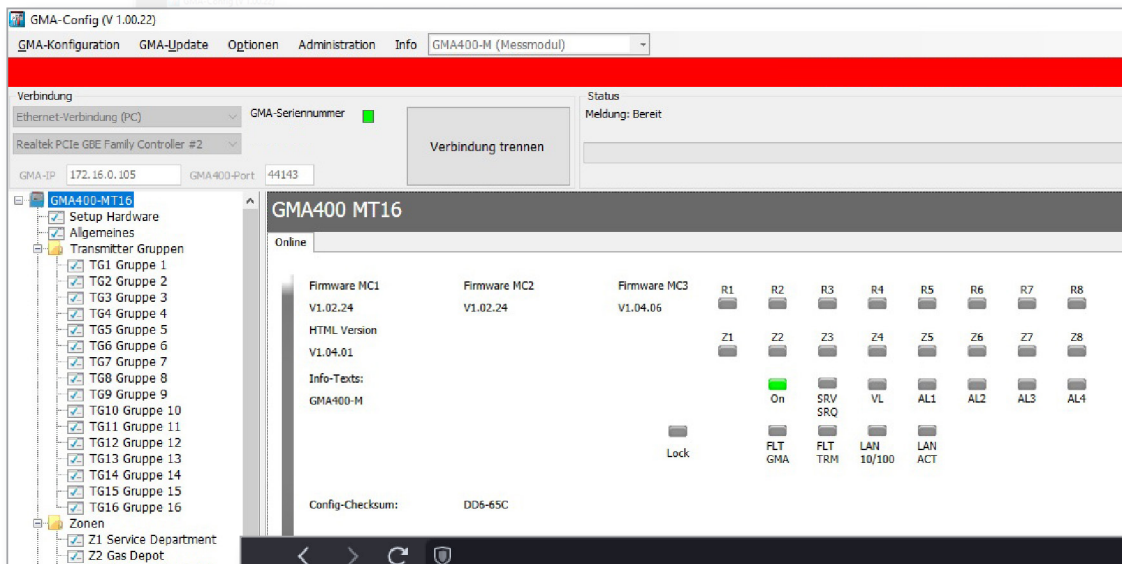 GMA-Config (V 1.00.22)
GMA-Konfiguration GMA-Update Optionen Administration Info GMA400-M (Messmodul)
Verbindung
Status
Ethernet-Verbindung (PC)
GMA-Seriennummer
Meldung: Bereit
Realtek PCIe GBE Family Controller #2
Verbindung trennen
GMA-IP 172.16.0.105 GMA400-Port 44143
GMA400-MT16
Setup Hardware
Allgemeines
Transmitter Gruppen
TG1 Gruppe 1
TG2 Gruppe 2
TG3 Gruppe 3
TG4 Gruppe 4
TG5 Gruppe 5
TG6 Gruppe 6
TG7 Gruppe 7
TG8 Gruppe 8
TG9 Gruppe 9
TG10 Gruppe 10
TG11 Gruppe 11
TG12 Gruppe 12
TG13 Gruppe 13
TG14 Gruppe 14
TG15 Gruppe 15
TG16 Gruppe 16
Zonen
Z1 Service Department
Z2 Gas Depot
GMA400 MT16
Online
Firmware MC1 Firmware MC2 Firmware MC3
V1.02.24 V1.02.24 V1.04.06
HTML Version
V1.04.01
Info-Texts:
GMA400-M
Config-Checksum: DD6-65C
R1 R2 R3 R4 R5 R6 R7 R8
Z1 Z2 Z3 Z4 Z5 Z6 Z7 Z8
On SRV VL AL1 AL2 AL3 AL4
SRQ
Lock
FLT FLT LAN LAN
GMA TRM 10/100 ACT